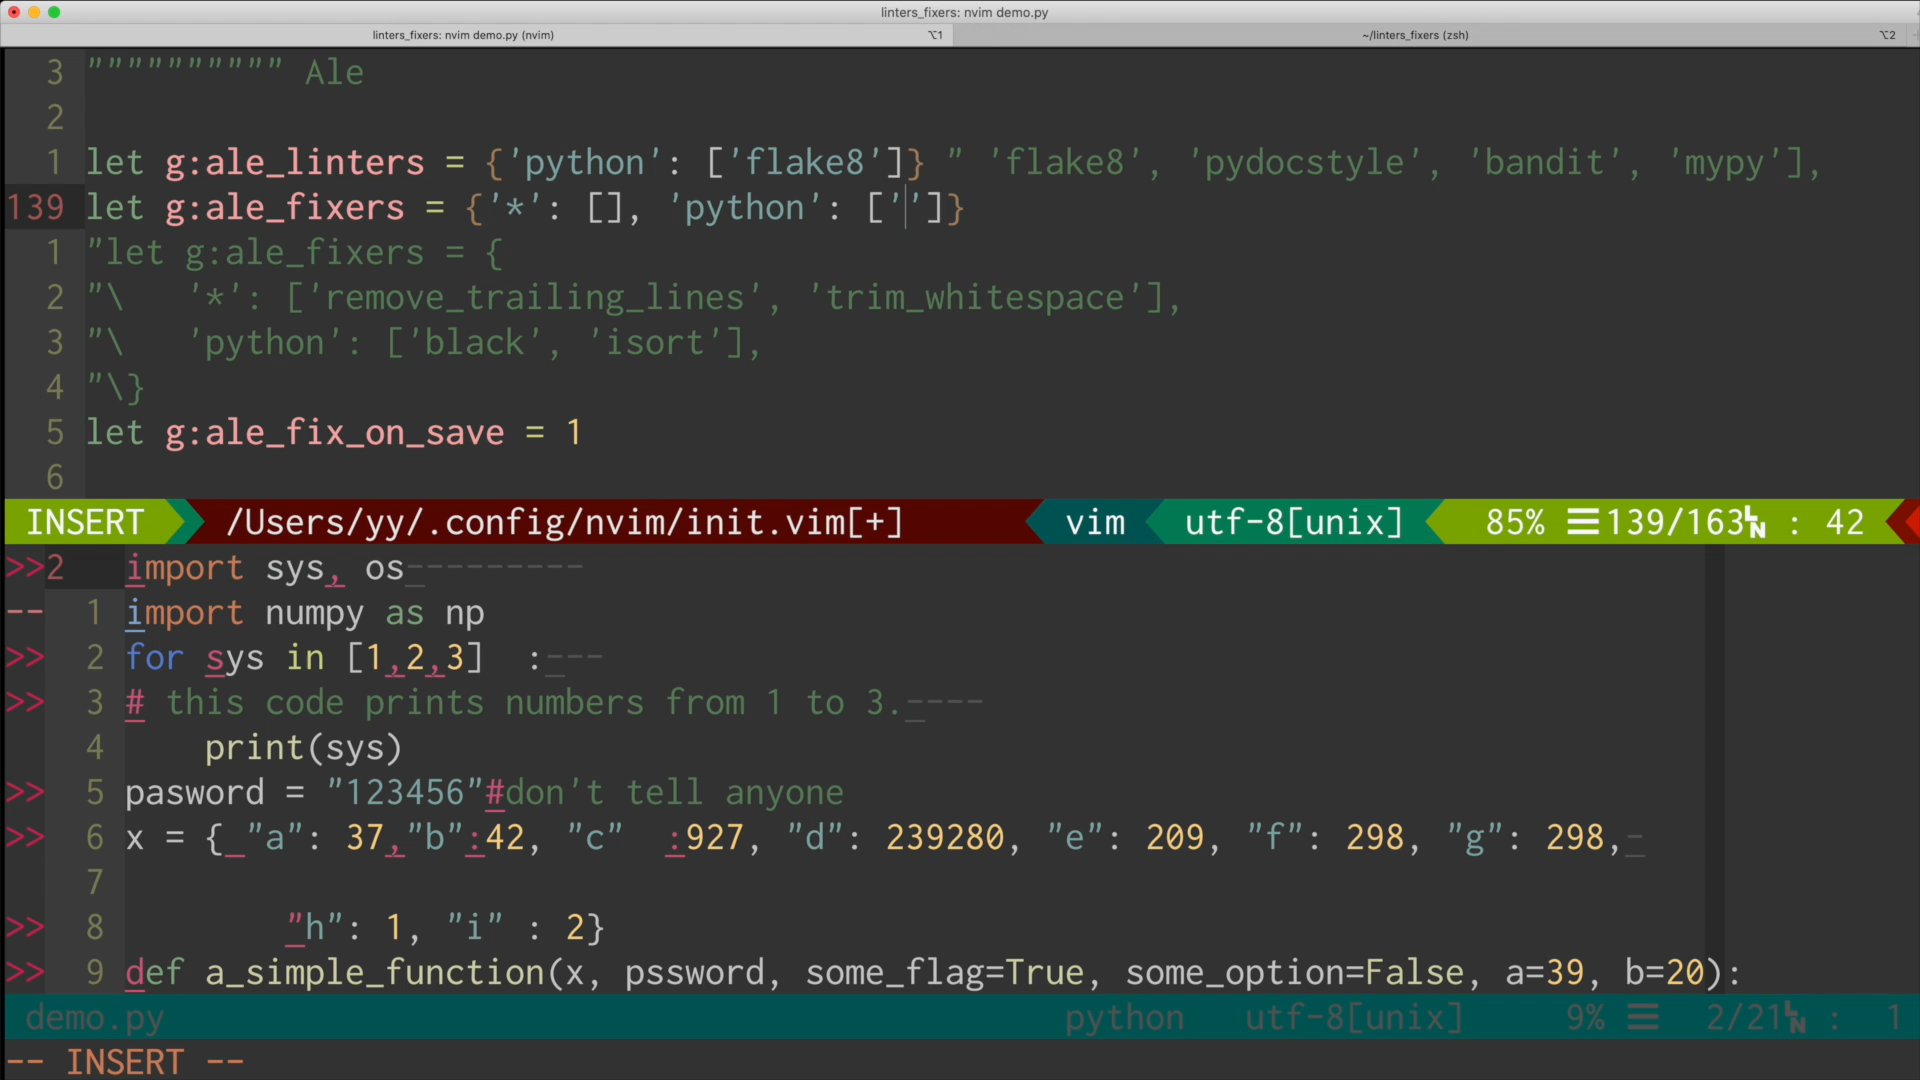 linters_fixers: nvim demo.py
linters_fixers: nvim demo.py (nvim) ⌥1 ~/linters_fixers (zsh) ⌥2
3 """""""""" Ale
2
1 let g:ale_linters = {'python': ['flake8']} " 'flake8', 'pydocstyle', 'bandit', 'mypy'],
139 let g:ale_fixers = {'*': [], 'python': ['']}
1 "let g:ale_fixers = {
2 "\   '*': ['remove_trailing_lines', 'trim_whitespace'],
3 "\   'python': ['black', 'isort'],
4 "\}
5 let g:ale_fix_on_save = 1
6
INSERT /Users/yy/.config/nvim/init.vim[+] vim utf-8[unix] 85% ☰139/163 : 42
>>2 import sys, os---------
-- 1 import numpy as np
>> 2 for sys in [1,2,3]  :---
>> 3 # this code prints numbers from 1 to 3.----
4     print(sys)
>> 5 pasword = "123456"#don't tell anyone
>> 6 x = { "a": 37,"b":42, "c"  :927, "d": 239280, "e": 209, "f": 298, "g": 298,-
7
>> 8         "h": 1, "i" : 2}
>> 9 def a_simple_function(x, pssword, some_flag=True, some_option=False, a=39, b=20):
demo.py python utf-8[unix] 9% ☰ 2/21 : 1
-- INSERT --